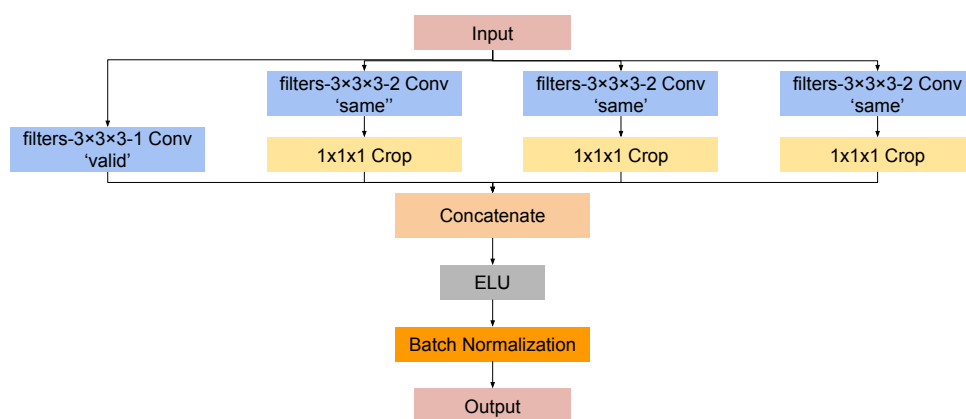 Input
filters-3×3×3-2 Conv
‘same’'
filters-3×3×3-2 Conv
‘same’
filters-3×3×3-2 Conv
‘same’
filters-3×3×3-1 Conv
‘valid’
1x1x1 Crop
1x1x1 Crop
1x1x1 Crop
Concatenate
ELU
Batch Normalization
Output